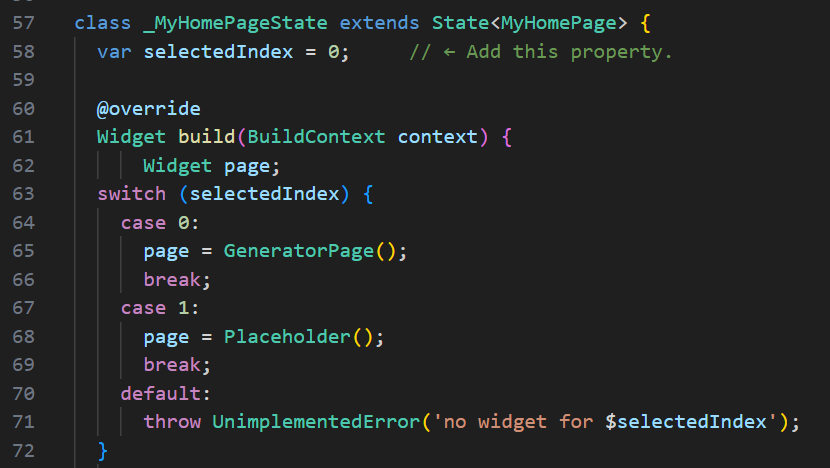 57 class _MyHomePageState extends State<MyHomePage> {
58   var selectedIndex = 0;     // ← Add this property.
59
60   @override
61   Widget build(BuildContext context) {
62       Widget page;
63   switch (selectedIndex) {
64     case 0:
65       page = GeneratorPage();
66       break;
67     case 1:
68       page = Placeholder();
69       break;
70     default:
71       throw UnimplementedError('no widget for $selectedIndex');
72   }